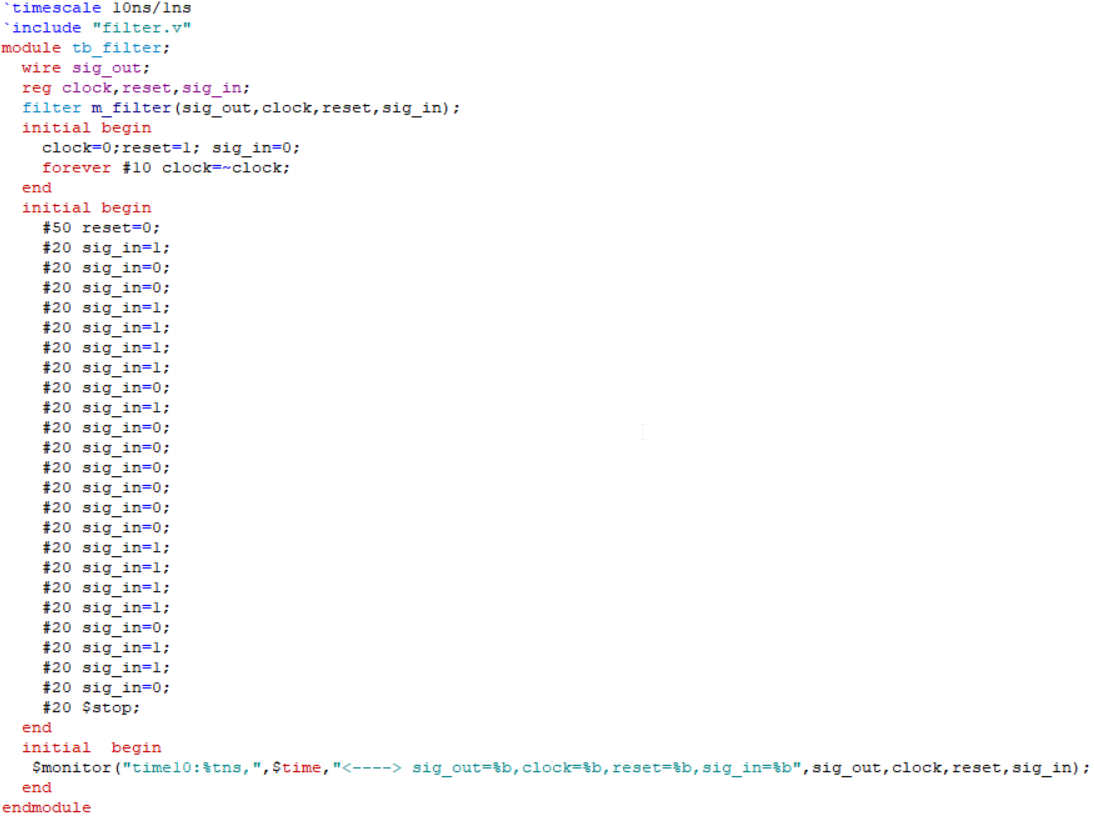 `timescale 10ns/1ns
`include "filter.v"
module tb_filter;
wire sig_out;
reg clock,reset,sig_in;
filter m_filter(sig_out,clock,reset,sig_in);
initial begin
clock=0;reset=1; sig_in=0;
forever #10 clock=~clock;
end
initial begin
#50 reset=0;
#20 sig_in=1;
#20 sig_in=0;
#20 sig_in=0;
#20 sig_in=1;
#20 sig_in=1;
#20 sig_in=1;
#20 sig_in=1;
#20 sig_in=0;
#20 sig_in=1;
#20 sig_in=0;
#20 sig_in=0;
#20 sig_in=0;
#20 sig_in=0;
#20 sig_in=0;
#20 sig_in=0;
#20 sig_in=1;
#20 sig_in=1;
#20 sig_in=1;
#20 sig_in=1;
#20 sig_in=0;
#20 sig_in=1;
#20 sig_in=1;
#20 sig_in=0;
#20 $stop;
end
initial  begin
$monitor("time10:%tns,",$time,"<----> sig_out=%b,clock=%b,reset=%b,sig_in=%b",sig_out,clock,reset,sig_in);
end
endmodule